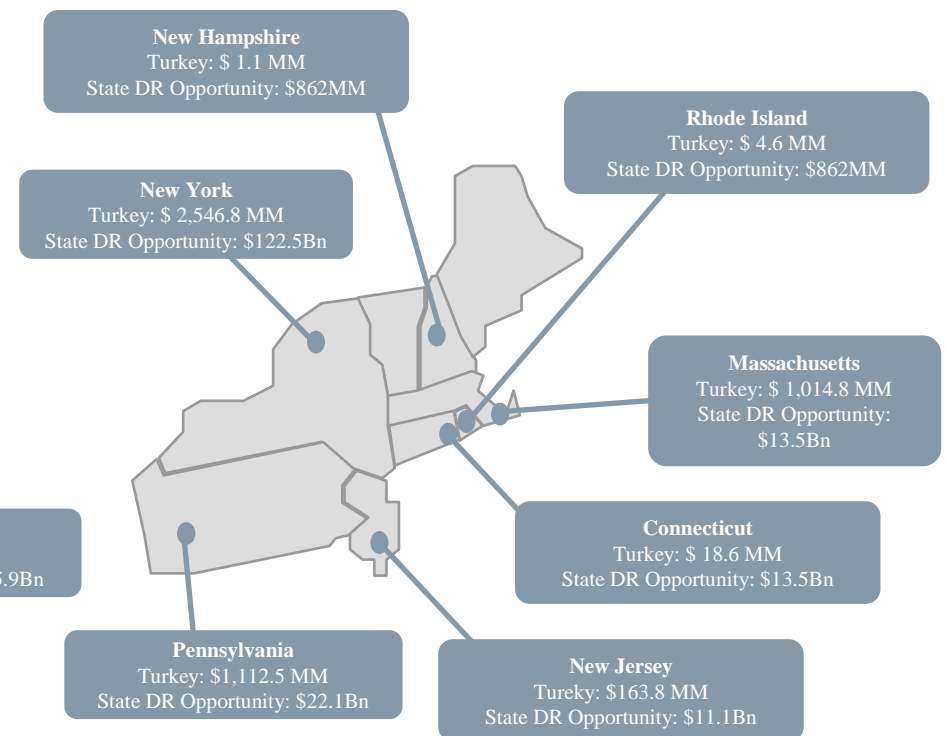 New Hampshire
Turkey: $ 1.1 MM
State DR Opportunity: $862MM
Rhode Island
Turkey: $ 4.6 MM
State DR Opportunity: $862MM
New York
Turkey: $ 2,546.8 MM
State DR Opportunity: $122.5Bn
Massachusetts
Turkey: $ 1,014.8 MM
State DR Opportunity:
$13.5Bn
Connecticut
Turkey: $ 18.6 MM
State DR Opportunity: $13.5Bn
.9Bn
Pennsylvania
Turkey: $1,112.5 MM
State DR Opportunity: $22.1Bn
New Jersey
Tureky: $163.8 MM
State DR Opportunity: $11.1Bn